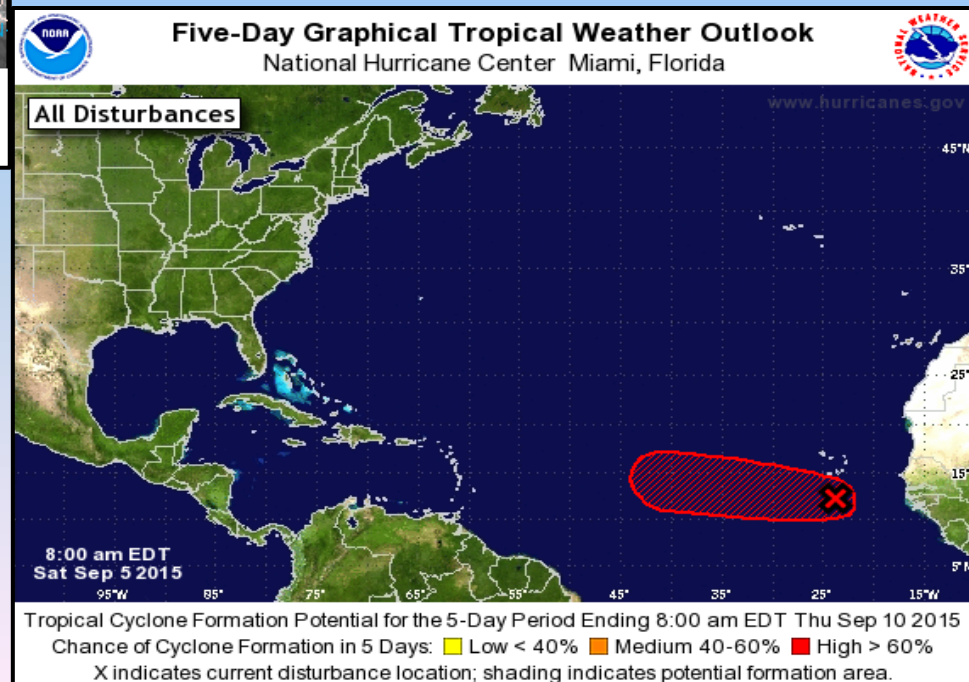 NOAA
Five-Day Graphical Tropical Weather Outlook
National Hurricane Center Miami, Florida
All Disturbances
www.hurricanes.gov
45°N
35°
25°
15°
5°N
8:00 am EDT
Sat Sep 5 2015
95°W 85° 75° 65° 55° 45° 35° 25° 15°W
Tropical Cyclone Formation Potential for the 5-Day Period Ending 8:00 am EDT Thu Sep 10 2015
Chance of Cyclone Formation in 5 Days: Low < 40% Medium 40-60% High > 60%
X indicates current disturbance location; shading indicates potential formation area.